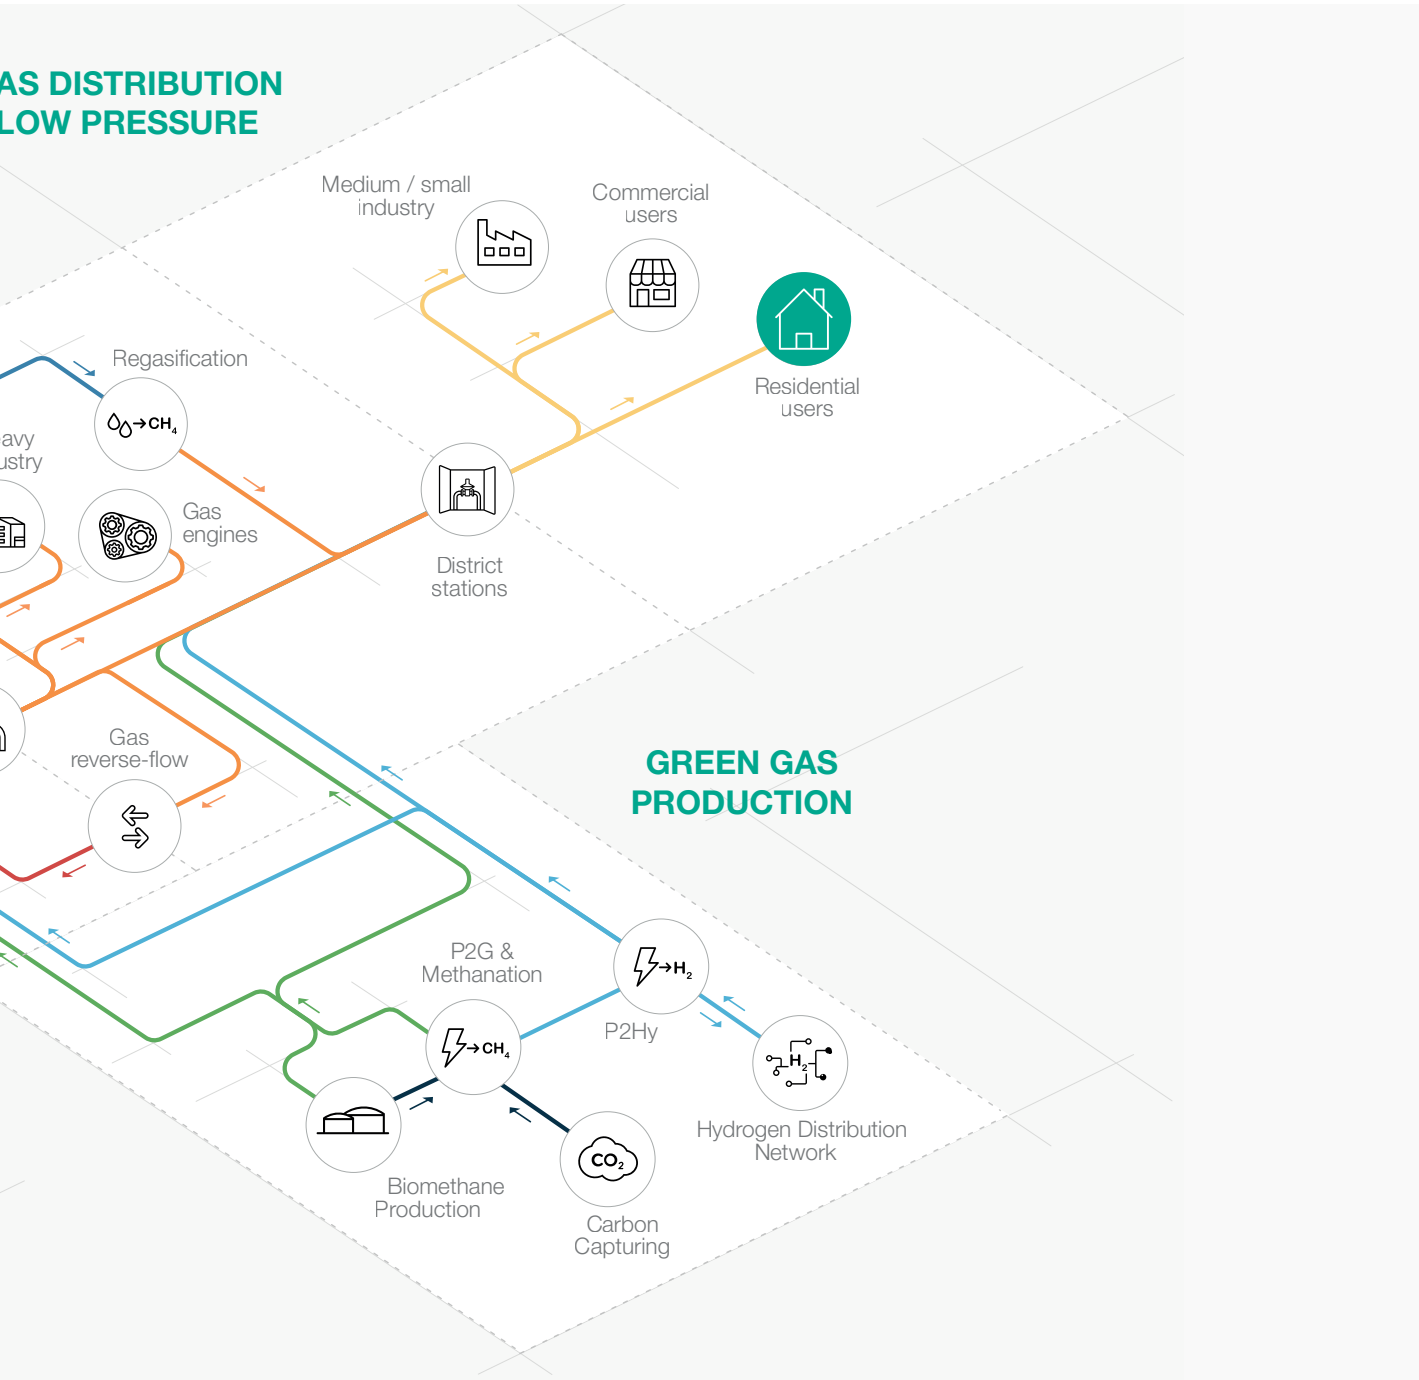 AS DISTRIBUTION
LOW PRESSURE
Medium / small
industry
Commercial
users
Residential
users
Regasification
CH4
avy
ustry
Gas
engines
District
stations
Gas
reverse-flow
GREEN GAS
PRODUCTION
P2G &
Methanation
H2
P2Hy
CH4
H2
Hydrogen Distribution
Network
CO2
Biomethane
Production
Carbon
Capturing